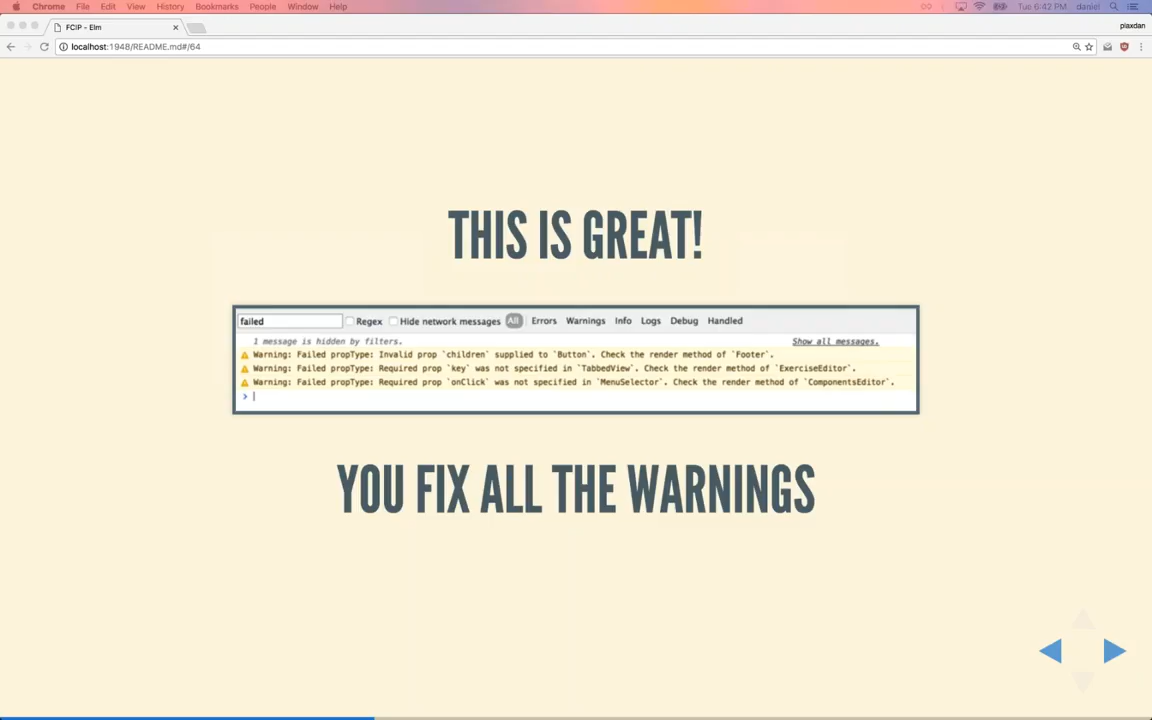 Chrome File Edit View History Bookmarks People Window Help Tue 6:42 PM daniel
FCIP - Elm
plaxdan
localhost:1948/README.md#/64
THIS IS GREAT!
failed Regex Hide network messages All Errors Warnings Info Logs Debug Handled
1 message is hidden by filters. Show all messages.
Warning: Failed propType: Invalid prop `children` supplied to `Button`. Check the render method of `Footer`.
Warning: Failed propType: Required prop `key` was not specified in `TabbedView`. Check the render method of `ExerciseEditor`.
Warning: Failed propType: Required prop `onClick` was not specified in `MenuSelector`. Check the render method of `ComponentsEditor`.
YOU FIX ALL THE WARNINGS